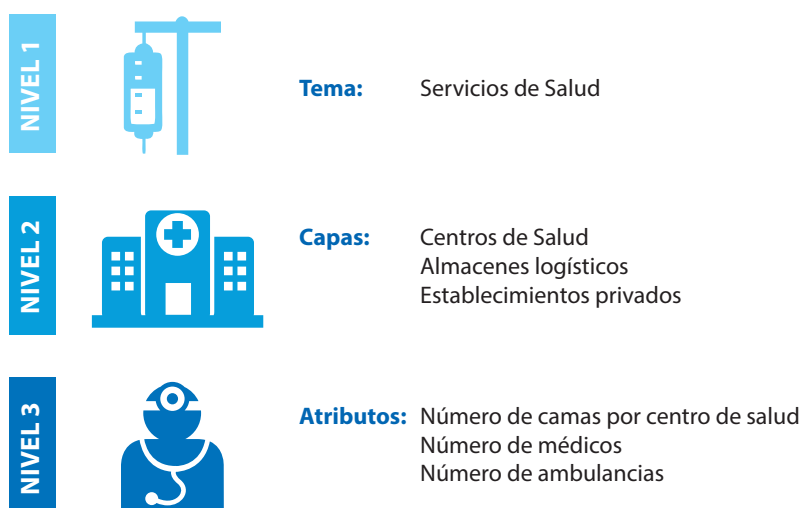 NIVEL 1
Tema: Servicios de Salud
NIVEL 2
Capas: Centros de Salud
Almacenes logísticos
Establecimientos privados
NIVEL 3
Atributos: Número de camas por centro de salud
Número de médicos
Número de ambulancias